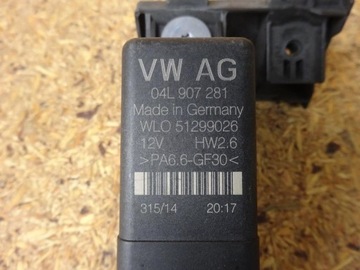 VW AG
04L 907 281
Made in Germany
WLO 51299026
12V HW2.6
>PA6.6-GF30<
315/14 20:17